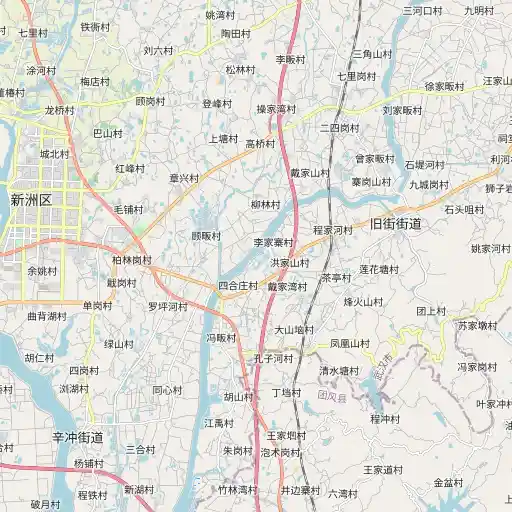 三河口村
九明村
姚湾村
铁衖村
陶田村
七里村
刘六村
三角山村
李畈村
涂河村
松林村
七里岗村
汪家山
梅店村
徐家畈村
董椿村
顾岗村
登峰村
龙桥村
操家湾村
刘家畈村
巴山村
二四岗村
上塘村
高桥村
城北村
曾家畈村
利河
红峰村
石堤河村
戴家山村
章兴村
寨岗山村
九城岗村
狮子岩
新洲区
毛铺村
柳林村
石头咀村
旧街街道
程家河村
顾畈村
李家寨村
姚家河
柏林岗村
洪家山村
余姚村
莲花塘村
茶亭村
戢岗村
四合庄村
戴家湾村
单岗村
罗坪河村
烽火山村
曲背湖村
团上村
大山垴村
苏家墩村
冯畈村
绿山村
凤凰山村
胡仁村
孔子河村
武汉市
四岗村
清水塘村
冯家岗村
浏湖村
同心村
胡山村
丁垱村
团风县
叶家冲村
江禹村
程冲村
辛冲街道
王家垇村
三合村
朱岗村
泡术岗村
杨铺村
王家道村
程铁村
新湖村
竹林湾村
井边寨村
六湾村
金盆村
破月村